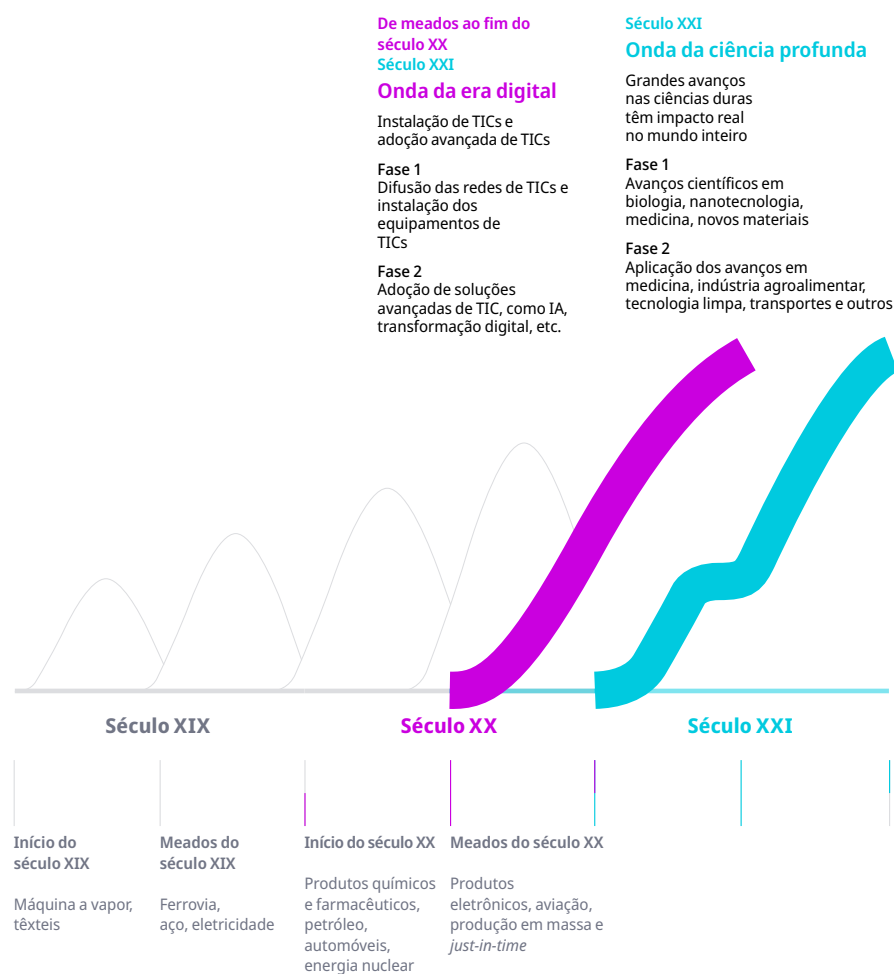 De meados ao fim do
século XX
Século XXI
Onda da era digital
Instalação de TICs e
adoção avançada de TICs
Fase 1
Difusão das redes de TICs e
instalação dos
equipamentos de
TICs
Fase 2
Adoção de soluções
avançadas de TIC, como IA,
transformação digital, etc.
Século XXI
Onda da ciência profunda
Grandes avanços
nas ciências duras
têm impacto real
no mundo inteiro
Fase 1
Avanços científicos em
biologia, nanotecnologia,
medicina, novos materiais
Fase 2
Aplicação dos avanços em
medicina, indústria agroalimentar,
tecnologia limpa, transportes e outros
Século XIX
Século XX
Século XXI
Início do
século XIX
Máquina a vapor,
têxteis
Meados do
século XIX
Ferrovia,
aço, eletricidade
Início do século XX
Produtos químicos
e farmacêuticos,
petróleo,
automóveis,
energia nuclear
Meados do século XX
Produtos
eletrônicos, aviação,
produção em massa e
just-in-time